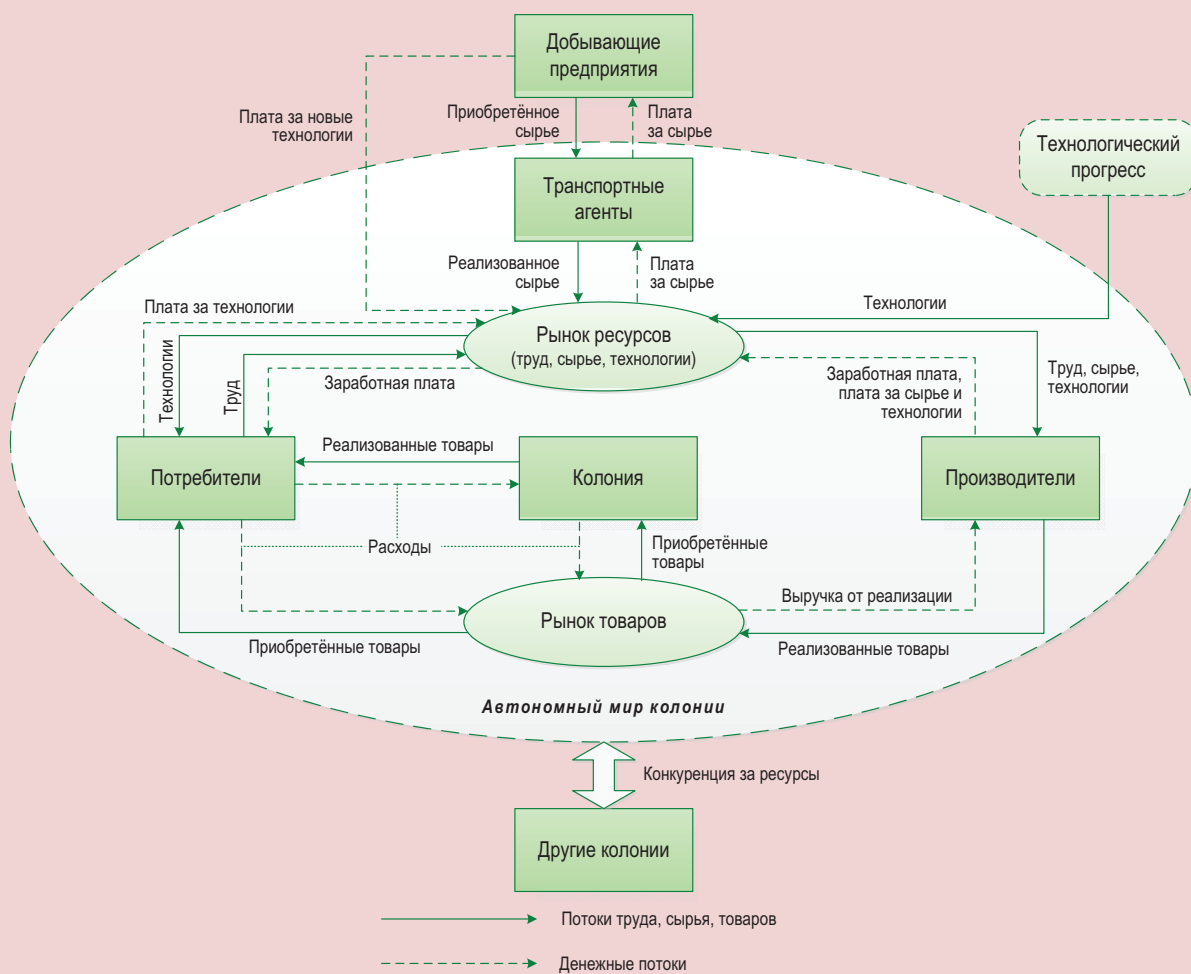 Добывающие
предприятия
Плата за новые
технологии
Приобретённое
сырье
Плата
за сырье
Технологический
прогресс
Транспортные
агенты
Реализованное
сырье
Плата
за сырье
Плата за технологии
Технологии
Рынок ресурсов
(труд, сырье, технологии)
Технологии
Труд
Заработная плата
Заработная плата,
плата за сырье и
технологии
Труд, сырье,
технологии
Реализованные товары
Потребители
Колония
Производители
Расходы
Приобретённые
товары
Рынок товаров
Выручка от реализации
Приобретённые товары
Реализованные товары
Автономный мир колонии
Конкуренция за ресурсы
Другие колонии
Потоки труда, сырья, товаров
Денежные потоки